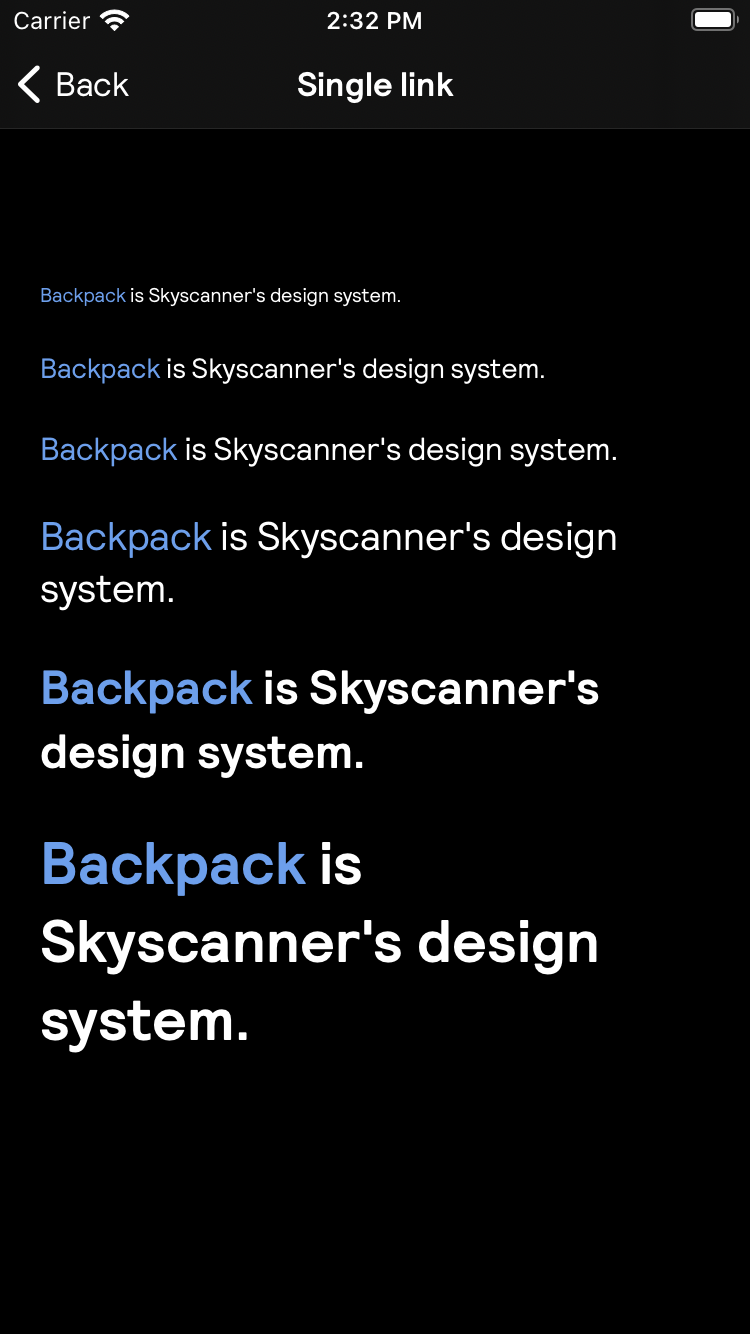 Carrier 2:32 PM
Back Single link
Backpack is Skyscanner's design system.
Backpack is Skyscanner's design system.
Backpack is Skyscanner's design system.
Backpack is Skyscanner's design
system.
Backpack is Skyscanner's
design system.
Backpack is
Skyscanner's design
system.